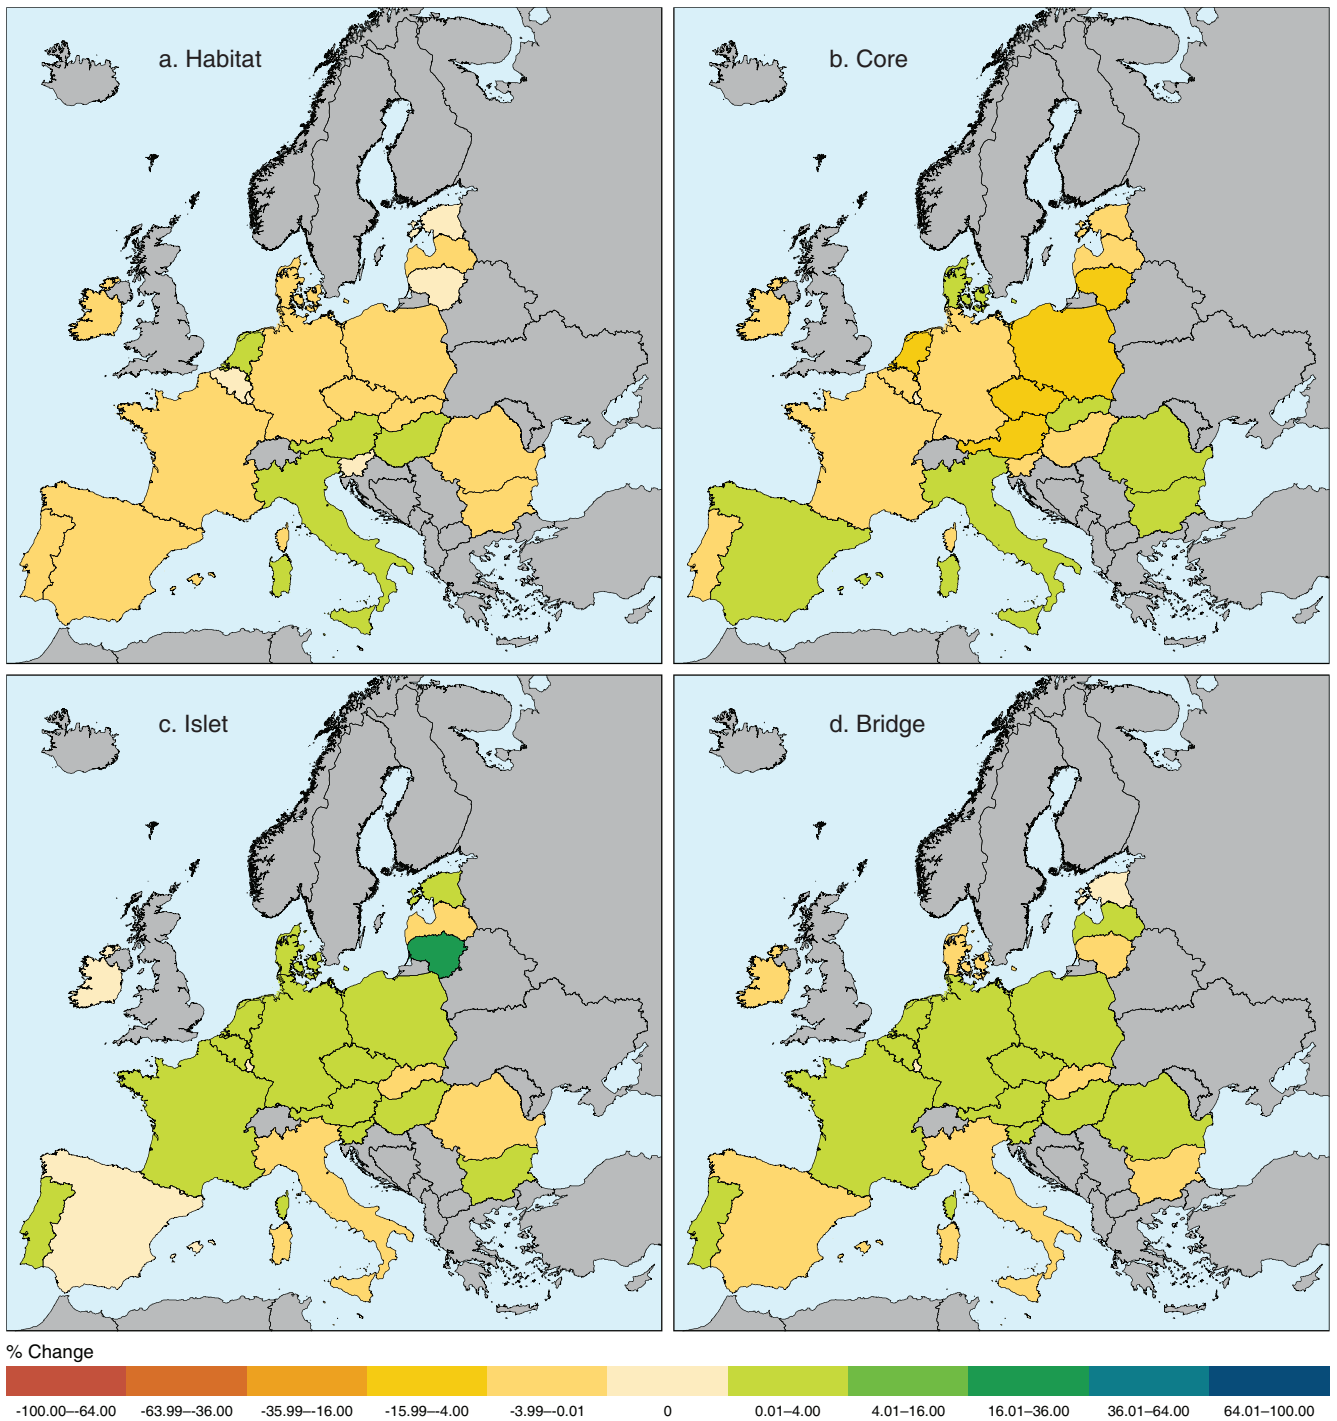 a. Habitat
b. Core
c. Islet
d. Bridge
% Change
-100.00–-64.00 -63.99–-36.00 -35.99–-16.00 -15.99–-4.00 -3.99–-0.01 0 0.01–4.00 4.01–16.00 16.01–36.00 36.01–64.00 64.01–100.00